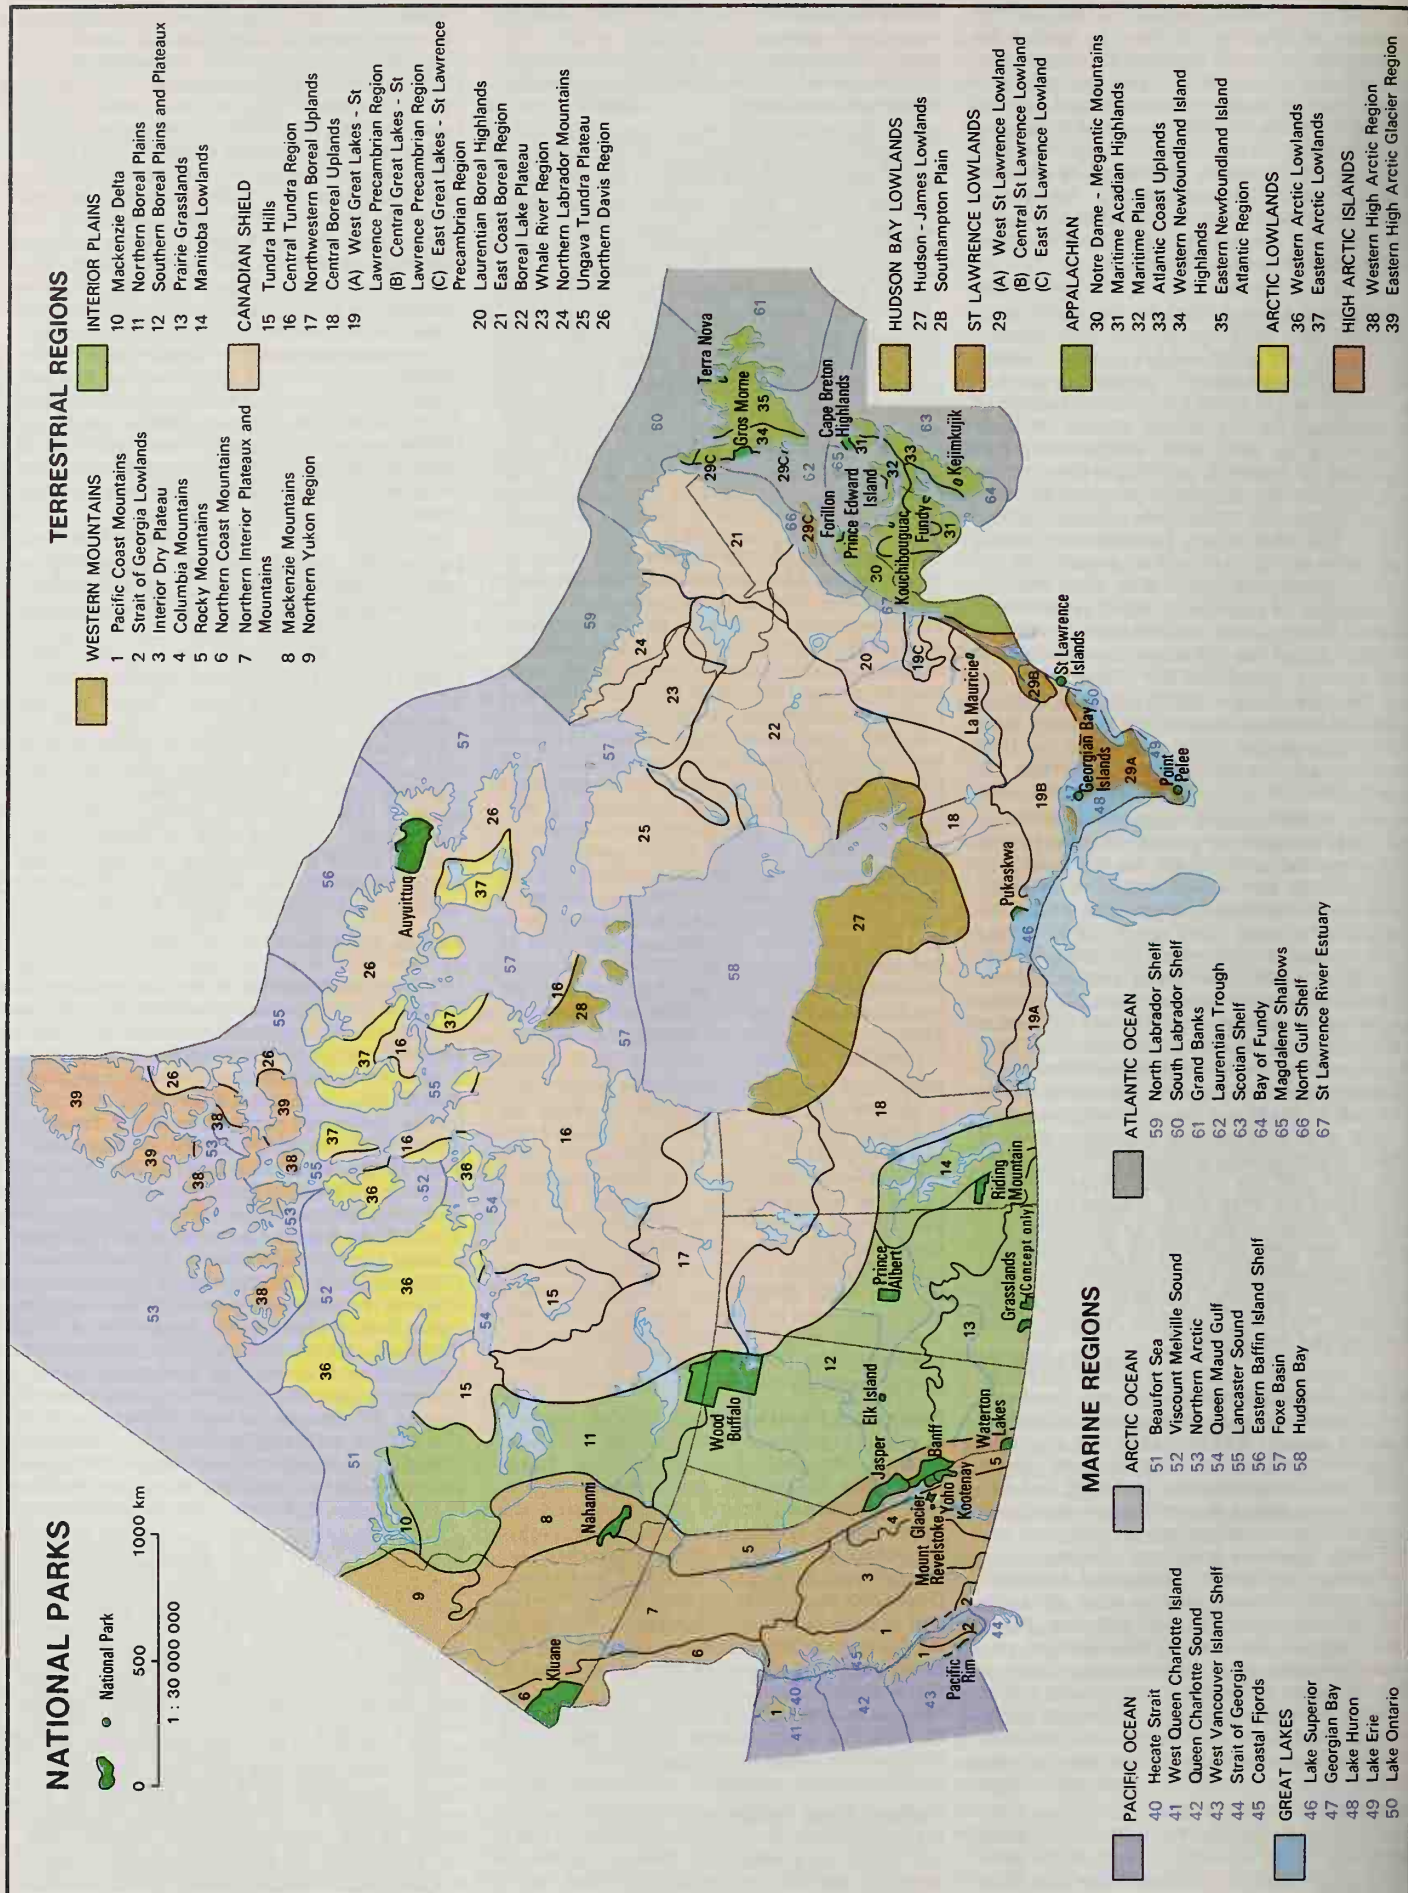 NATIONAL PARKS
National Park
0 500 1000 km
1 : 30 000 000
TERRESTRIAL REGIONS
WESTERN MOUNTAINS
1 Pacific Coast Mountains
2 Strait of Georgia Lowlands
3 Interior Dry Plateau
4 Columbia Mountains
5 Rocky Mountains
6 Northern Coast Mountains
7 Northern Interior Plateaux and
Mountains
8 Mackenzie Mountains
9 Northern Yukon Region
INTERIOR PLAINS
10 Mackenzie Delta
11 Northern Boreal Plains
12 Southern Boreal Plains and Plateaux
13 Prairie Grasslands
14 Manitoba Lowlands
CANADIAN SHIELD
15 Tundra Hills
16 Central Tundra Region
17 Northwestern Boreal Uplands
18 Central Boreal Uplands
19 (A) West Great Lakes - St
Lawrence Precambrian Region
(B) Central Great Lakes - St
Lawrence Precambrian Region
(C) East Great Lakes - St Lawrence
Precambrian Region
20 Laurentian Boreal Highlands
21 East Coast Boreal Region
22 Boreal Lake Plateau
23 Whale River Region
24 Northern Labrador Mountains
25 Ungava Tundra Plateau
26 Northern Davis Region
HUDSON BAY LOWLANDS
27 Hudson - James Lowlands
28 Southampton Plain
ST LAWRENCE LOWLANDS
29 (A) West St Lawrence Lowland
(B) Central St Lawrence Lowland
(C) East St Lawrence Lowland
APPALACHIAN
30 Notre Dame - Megantic Mountains
31 Maritime Acadian Highlands
32 Maritime Plain
33 Atlantic Coast Uplands
34 Western Newfoundland Island
Highlands
35 Eastern Newfoundland Island
Atlantic Region
ARCTIC LOWLANDS
36 Western Arctic Lowlands
37 Eastern Arctic Lowlands
HIGH ARCTIC ISLANDS
38 Western High Arctic Region
39 Eastern High Arctic Glacier Region
Kluane
Nahanni
Wood
Buffalo
Auyuittuq
Jasper
Elk Island
Prince
Albert
Banff
Mount
Revelstoke
Glacier
Yoho
Kootenay
Waterton
Lakes
Grasslands
(Concept only)
Riding
Mountain
Pacific
Rim
Pukaskwa
Georgian Bay
Islands
Point
Pelee
St Lawrence
Islands
La Mauricie
Kouchibouguac
Fundy
Forillon
Prince Edward
Island
Kejimkujik
Cape Breton
Highlands
Gros Morne
Terra Nova
MARINE REGIONS
PACIFIC OCEAN
40 Hecate Strait
41 West Queen Charlotte Island
42 Queen Charlotte Sound
43 West Vancouver Island Shelf
44 Strait of Georgia
45 Coastal Fjords
GREAT LAKES
46 Lake Superior
47 Georgian Bay
48 Lake Huron
49 Lake Erie
50 Lake Ontario
ARCTIC OCEAN
51 Beaufort Sea
52 Viscount Melville Sound
53 Northern Arctic
54 Queen Maud Gulf
55 Lancaster Sound
56 Eastern Baffin Island Shelf
57 Foxe Basin
58 Hudson Bay
ATLANTIC OCEAN
59 North Labrador Shelf
60 South Labrador Shelf
61 Grand Banks
62 Laurentian Trough
63 Scotian Shelf
64 Bay of Fundy
65 Magdalene Shallows
66 North Gulf Shelf
67 St Lawrence River Estuary